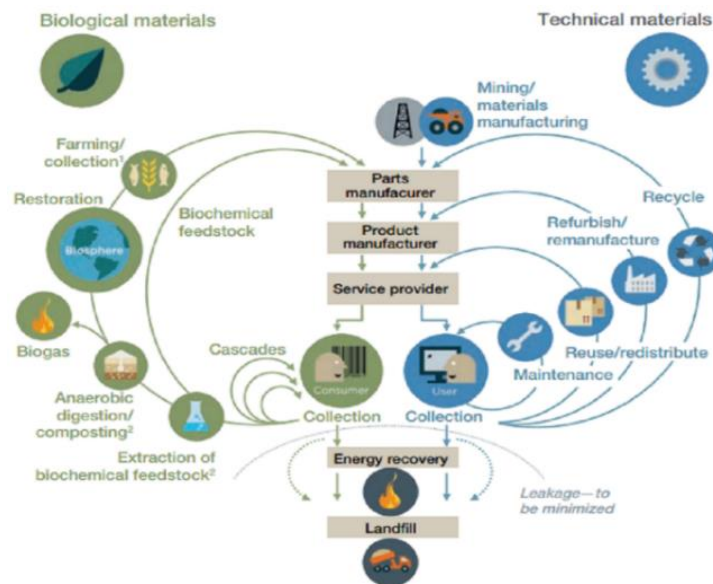 Biological materials
Technical materials
Mining/
materials
manufacturing
Farming/
collection¹
Parts
manufacurer
Recycle
Restoration
Biochemical
feedstock
Refurbish/
remanufacture
Biosphere
Product
manufacturer
Service provider
Biogas
Cascades
Consumer
User
Reuse/redistribute
Maintenance
Anaerobic
digestion/
composting²
Collection
Collection
Extraction of
biochemical feedstock²
Energy recovery
Leakage—to
be minimized
Landfill